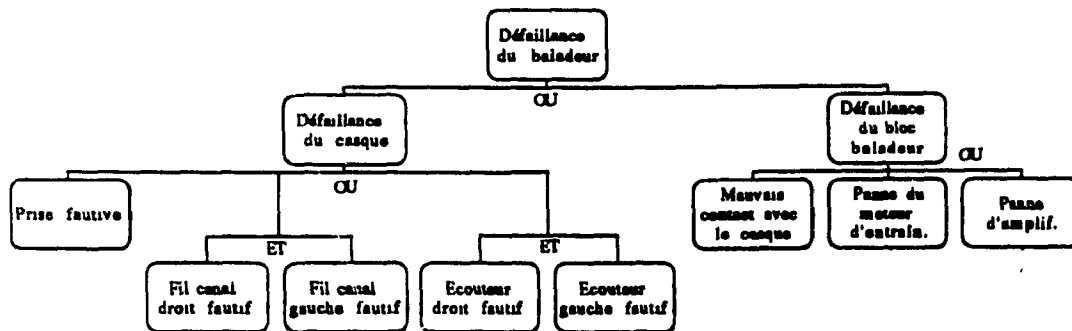 Défaillance
du baladeur
OU
Défaillance
du casque
Défaillance
du bloc
baladeur
OU
OU
Prise fautive
Mauvais
contact avec
le casque
Panne du
moteur
d'entrain.
Panne
d'amplif.
ET
ET
Fil canal
droit fautif
Fil canal
gauche fautif
Ecouteur
droit fautif
Ecouteur
gauche fautif